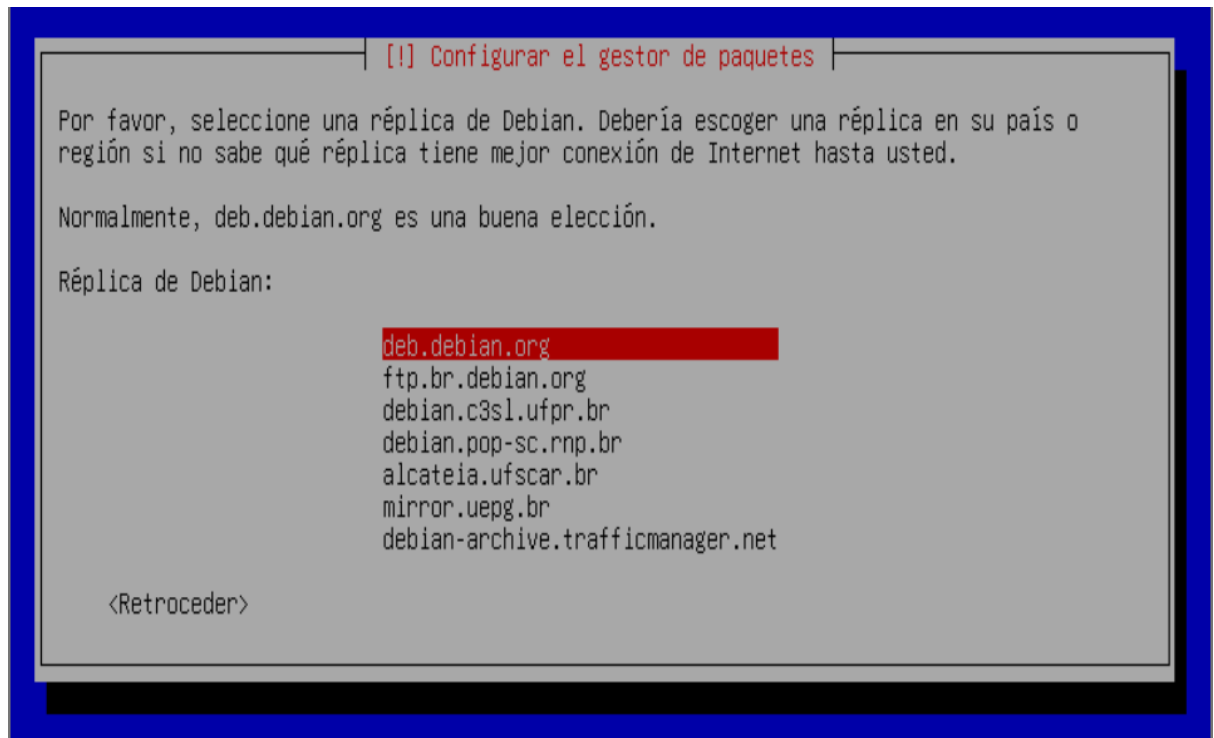 [!] Configurar el gestor de paquetes
Por favor, seleccione una réplica de Debian. Debería escoger una réplica en su país o
región si no sabe qué réplica tiene mejor conexión de Internet hasta usted.
Normalmente, deb.debian.org es una buena elección.
Réplica de Debian:
deb.debian.org
ftp.br.debian.org
debian.c3sl.ufpr.br
debian.pop-sc.rnp.br
alcateia.ufscar.br
mirror.uepg.br
debian-archive.trafficmanager.net
<Retroceder>